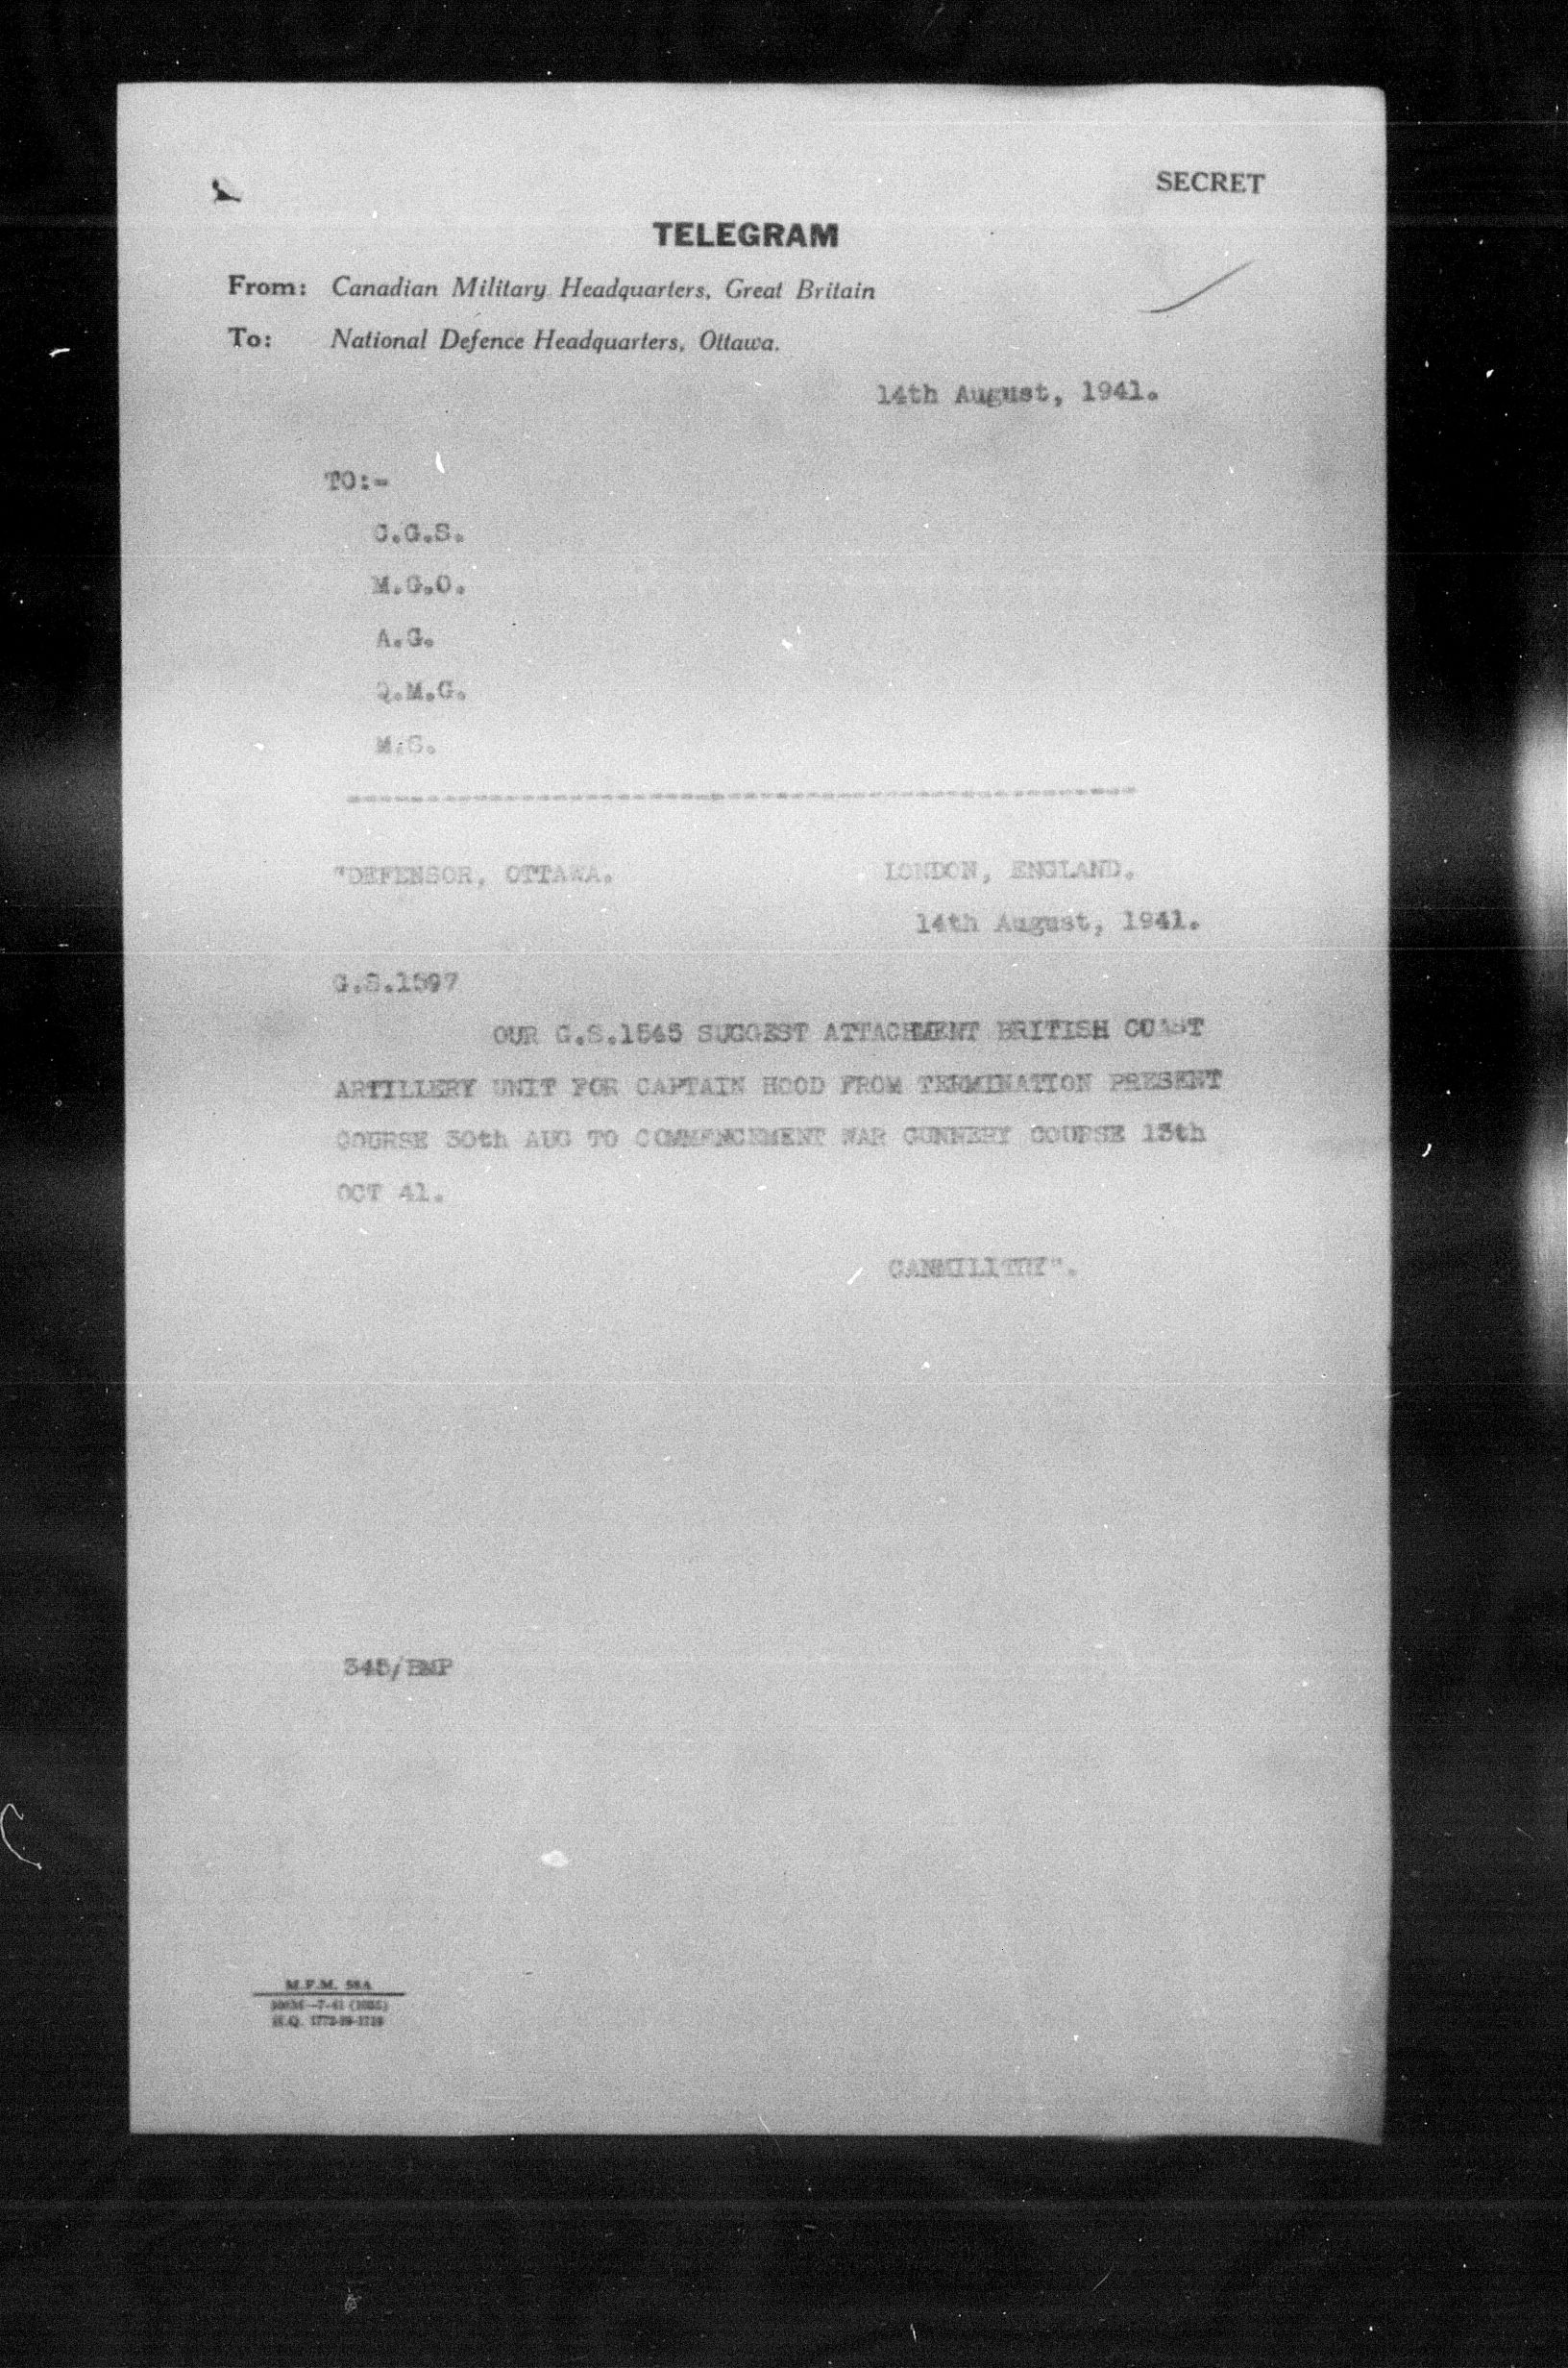 SECRET
TELEGRAM
From: Canadian Military Headquarters, Great Britain
To: National Defence Headquarters, Ottawa.
14th August, 1941.
TO:-
C.G.S.
M.G.O.
A.G.
Q.M.G.
M.S.
"DEFENSOR, OTTAWA. LONDON, ENGLAND.
14th August, 1941.
G.S.1597
OUR G.S.1545 SUGGEST ATTACHMENT BRITISH COAST
ARTILLERY UNIT FOR CAPTAIN HOOD FROM TERMINATION PRESENT
COURSE 30th AUG TO COMMENCEMENT WAR GUNNERY COURSE 13th
OCT 41.
CANMILITRY".
345/BMP
M.F.M. 58A
H.Q.